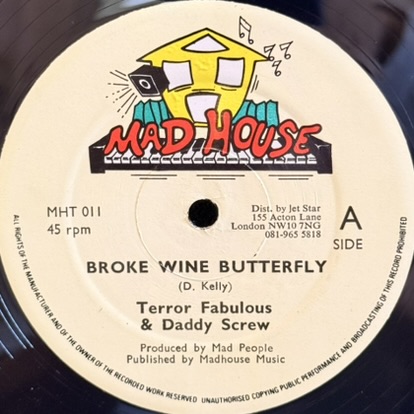 MAD HOUSE
MHT 011
45 rpm
Dist. by Jet Star
155 Acton Lane
London NW10 7NG
081-965 5818
A
SIDE
BROKE WINE BUTTERFLY
(D. Kelly)
Terror Fabulous
& Daddy Screw
Produced by Mad People
Published by Madhouse Music
ALL RIGHTS OF THE MANUFACTURER AND OF THE OWNER OF THE RECORDED WORK RESERVED UNAUTHORISED COPYING PUBLIC PERFORMANCE AND BROADCASTING OF THIS RECORD PROHIBITED